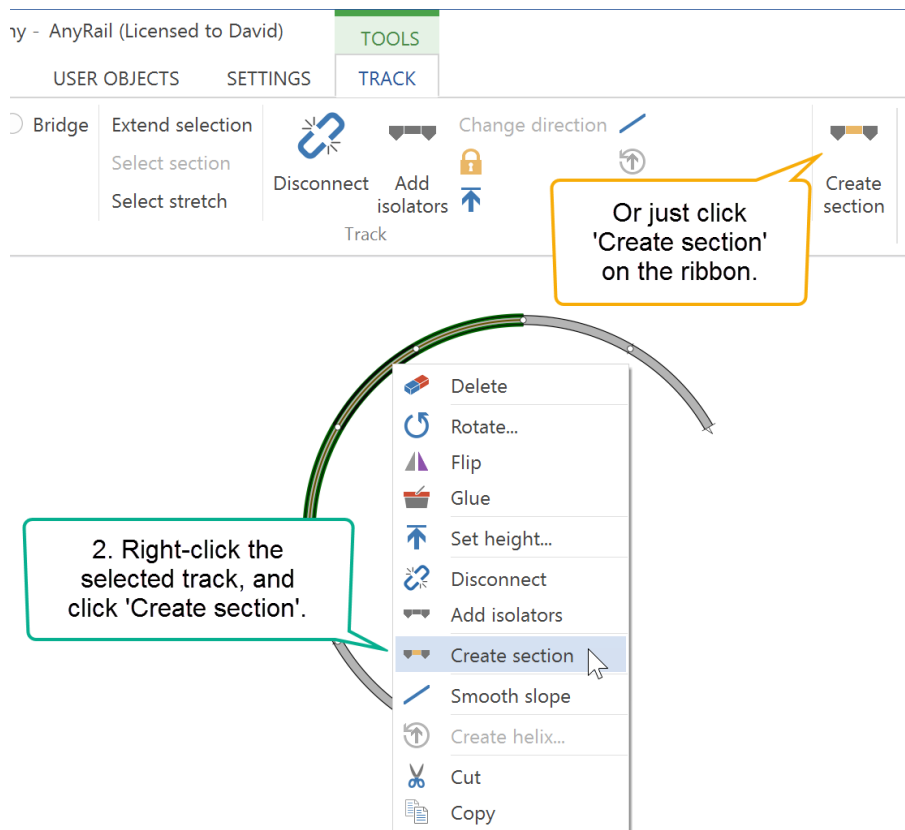 ny - AnyRail (Licensed to David)
TOOLS
USER OBJECTS
SETTINGS
TRACK
Bridge
Extend selection
Select section
Select stretch
Disconnect
Add
isolators
Change direction
Track
Create
section
Or just click
'Create section'
on the ribbon.
2. Right-click the
selected track, and
click 'Create section'.
Delete
Rotate...
Flip
Glue
Set height...
Disconnect
Add isolators
Create section
Smooth slope
Create helix...
Cut
Copy